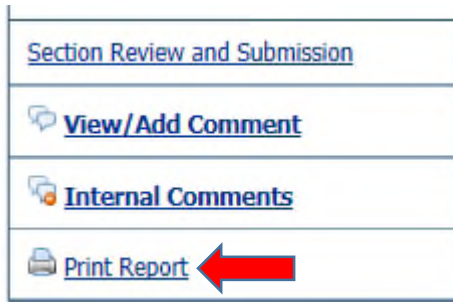 Section Review and Submission
View/Add Comment
Internal Comments
Print Report